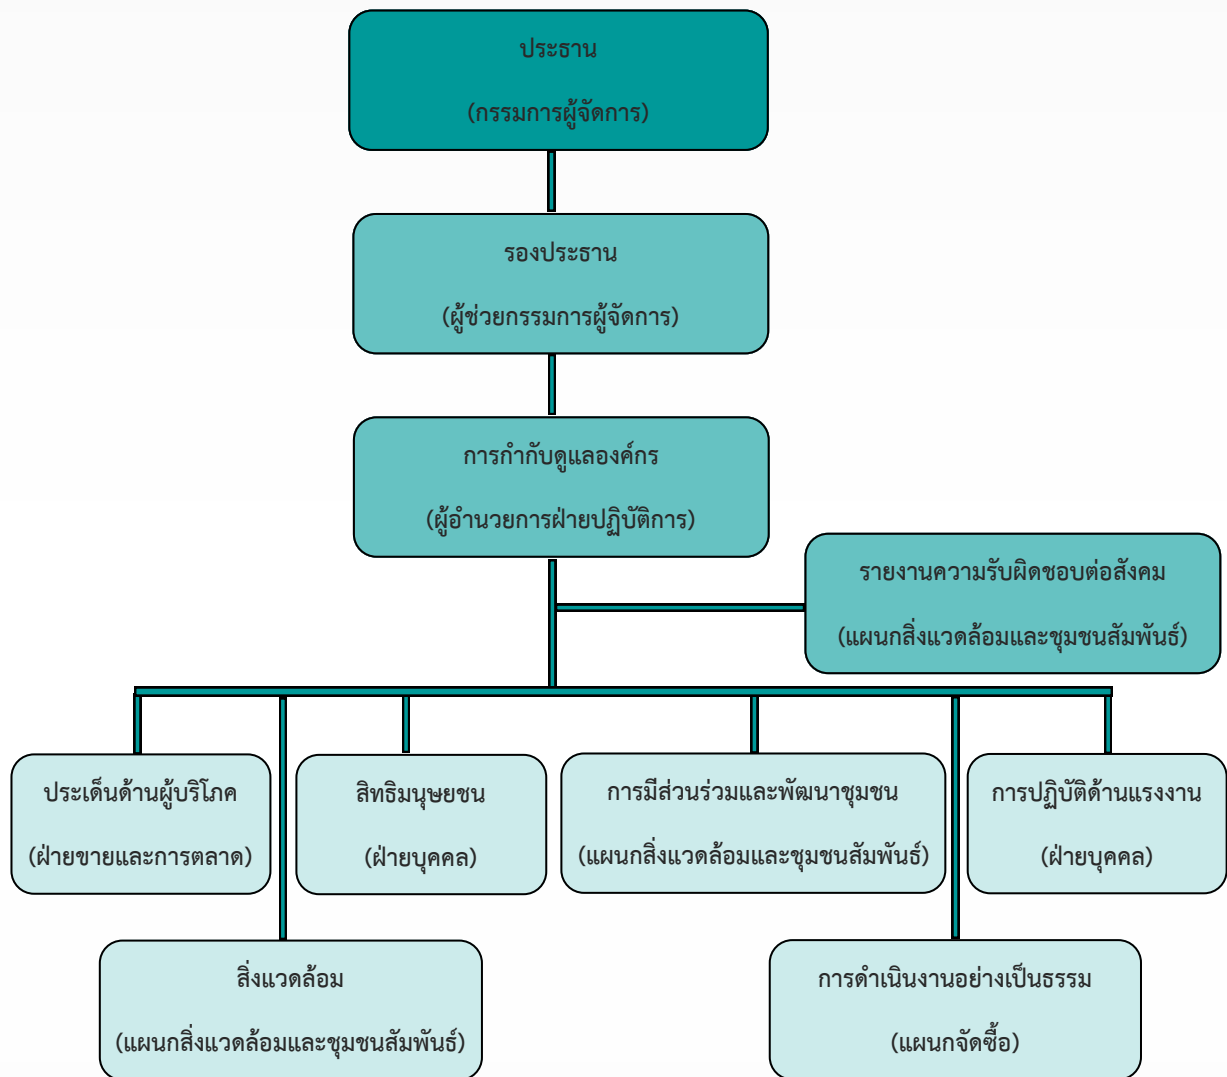 ประธาน
(กรรมการผู้จัดการ)
รองประธาน
(ผู้ช่วยกรรมการผู้จัดการ)
การกำกับดูแลองค์กร
(ผู้อำนวยการฝ่ายปฏิบัติการ)
รายงานความรับผิดชอบต่อสังคม
(แผนกสิ่งแวดล้อมและชุมชนสัมพันธ์)
ประเด็นด้านผู้บริโภค
(ฝ่ายขายและการตลาด)
สิทธิมนุษยชน
(ฝ่ายบุคคล)
การมีส่วนร่วมและพัฒนาชุมชน
(แผนกสิ่งแวดล้อมและชุมชนสัมพันธ์)
การปฏิบัติด้านแรงงาน
(ฝ่ายบุคคล)
สิ่งแวดล้อม
(แผนกสิ่งแวดล้อมและชุมชนสัมพันธ์)
การดำเนินงานอย่างเป็นธรรม
(แผนกจัดซื้อ)